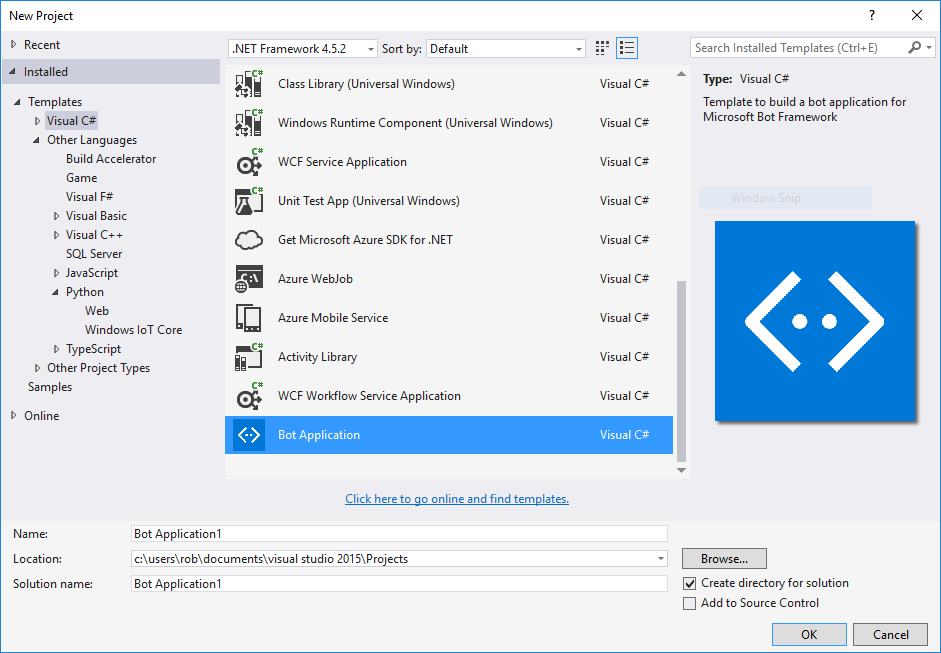 New Project
?
Recent
Installed
Templates
Visual C#
Other Languages
Build Accelerator
Game
Visual F#
Visual Basic
Visual C++
SQL Server
JavaScript
Python
Web
Windows IoT Core
TypeScript
Other Project Types
Samples
Online
.NET Framework 4.5.2
Sort by: Default
C# Class Library (Universal Windows) Visual C#
C# Windows Runtime Component (Universal Windows) Visual C#
C# WCF Service Application Visual C#
C# Unit Test App (Universal Windows) Visual C#
Get Microsoft Azure SDK for .NET Visual C#
C:\ Azure WebJob Visual C#
Azure Mobile Service Visual C#
C# Activity Library Visual C#
C# WCF Workflow Service Application Visual C#
Bot Application Visual C#
Click here to go online and find templates.
Search Installed Templates (Ctrl+E)
Type: Visual C#
Template to build a bot application for
Microsoft Bot Framework
Window Snip
Name: Bot Application1
Location: c:\users\rob\documents\visual studio 2015\Projects
Browse...
Solution name: Bot Application1
Create directory for solution
Add to Source Control
OK
Cancel